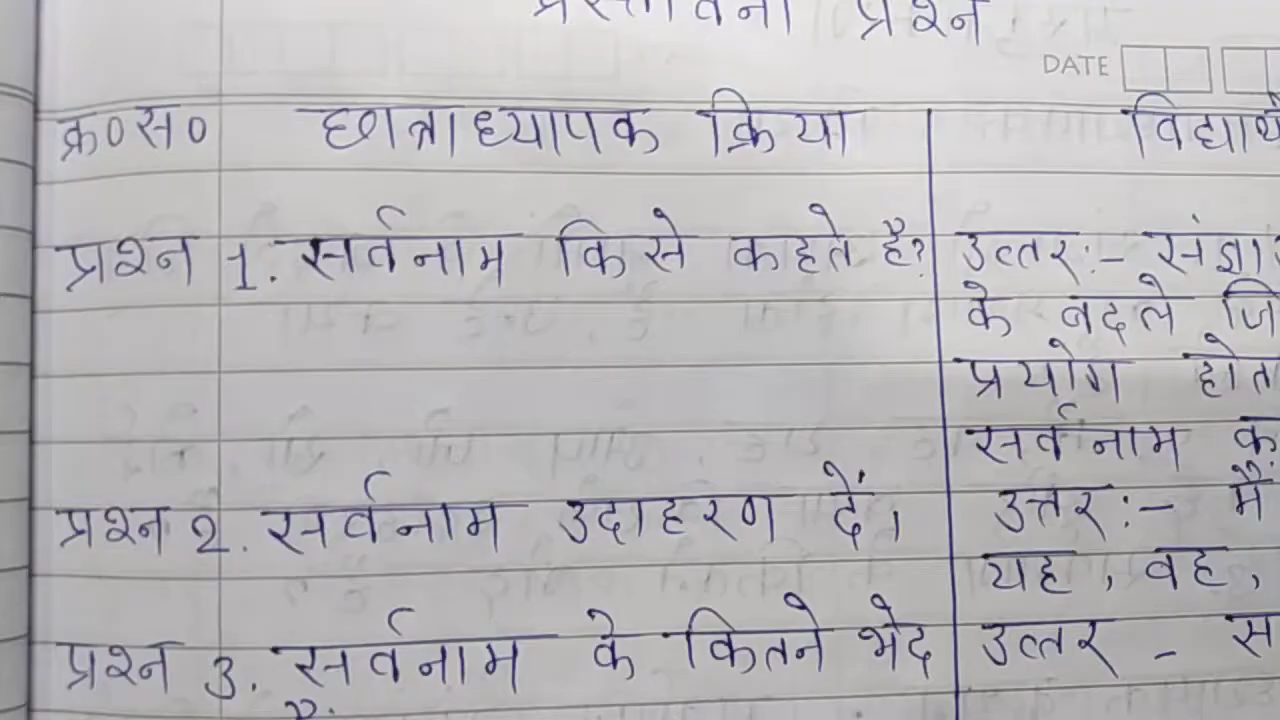 प्रस्तावना प्रश्न
DATE
क्र०स० छात्राध्यापक क्रिया
प्रश्न 1. सर्वनाम किसे कहते है? उत्तर:- संज्ञा
के बदले
प्रयोग
सर्वनाम
प्रश्न 2. सर्वनाम उदाहरण दें। उत्तर:- मैं
यह, वह,
प्रश्न 3. सर्वनाम के कितने भेद उत्तर -